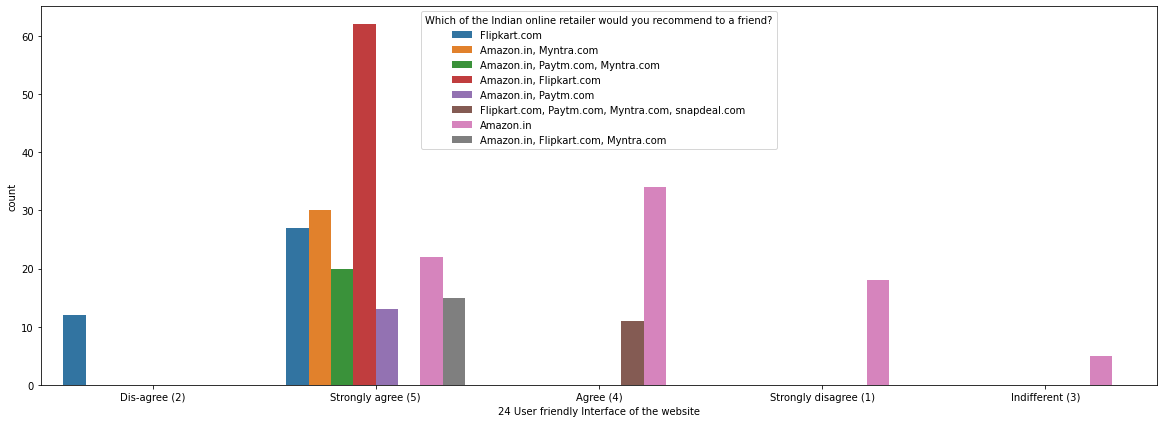 Which of the Indian online retailer would you recommend to a friend?
Flipkart.com
Amazon.in, Myntra.com
Amazon.in, Paytm.com, Myntra.com
Amazon.in, Flipkart.com
Amazon.in, Paytm.com
Flipkart.com, Paytm.com, Myntra.com, snapdeal.com
Amazon.in
Amazon.in, Flipkart.com, Myntra.com
60
50
40
30
20
10
0
count
Dis-agree (2) Strongly agree (5) Agree (4) Strongly disagree (1) Indifferent (3)
24 User friendly Interface of the website